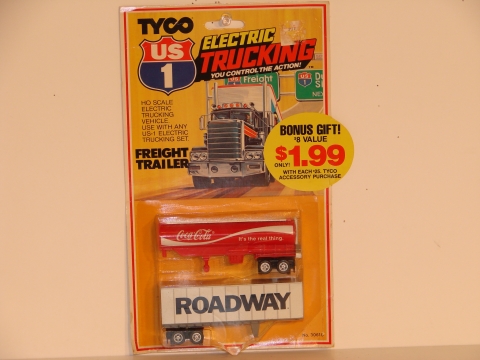 TYCO
US
1
ELECTRIC
TRUCKING
YOU CONTROL THE ACTION!
TM
HO SCALE
ELECTRIC
TRUCKING
VEHICLE.
USE WITH ANY
US-1 ELECTRIC
TRUCKING SET.
FREIGHT
TRAILER
Freight
US
1
BONUS GIFT!
$8 VALUE
ONLY!
$1.99
WITH EACH $25. TYCO
ACCESSORY PURCHASE
Coca-Cola
It's the real thing.
ROADWAY